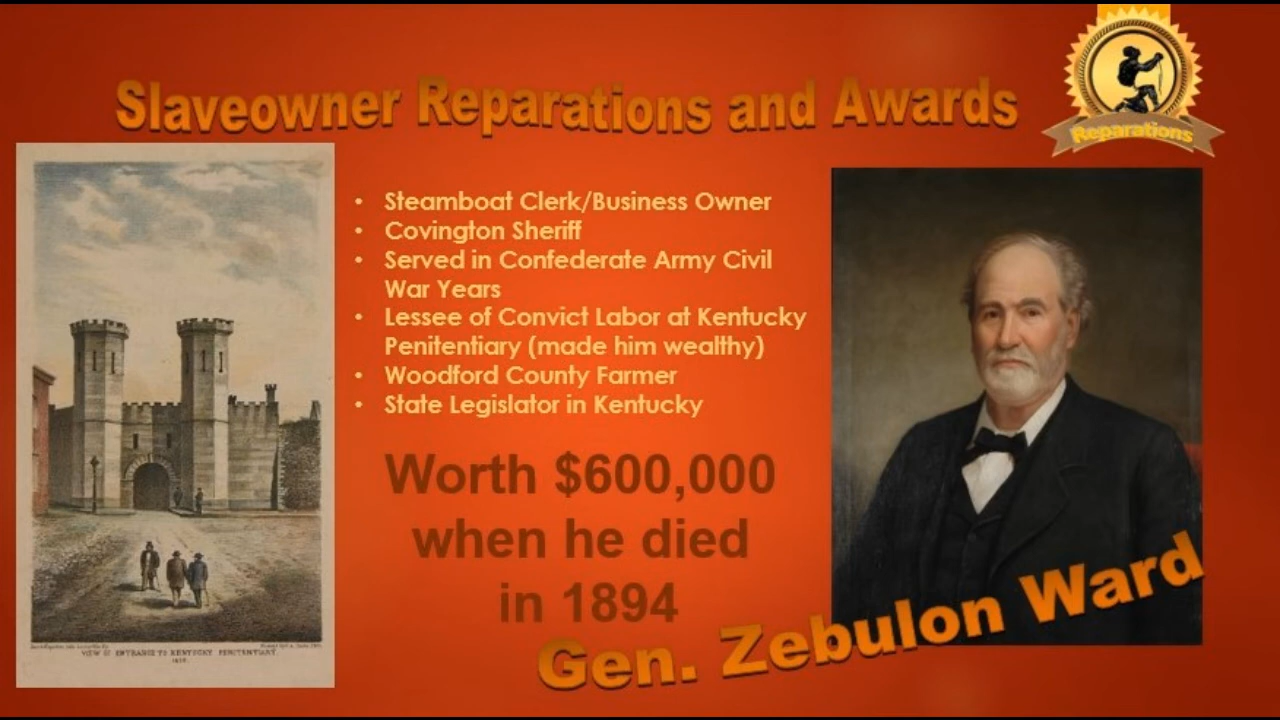 Slaveowner Reparations and Awards
Reparations
• Steamboat Clerk/Business Owner
• Covington Sheriff
• Served in Confederate Army Civil
War Years
• Lessee of Convict Labor at Kentucky
Penitentiary (made him wealthy)
• Woodford County Farmer
• State Legislator in Kentucky
Worth $600,000
when he died
in 1894
Gen. Zebulon Ward
VIEW OF ENTRANCE TO KENTUCKY PENITENTIARY.